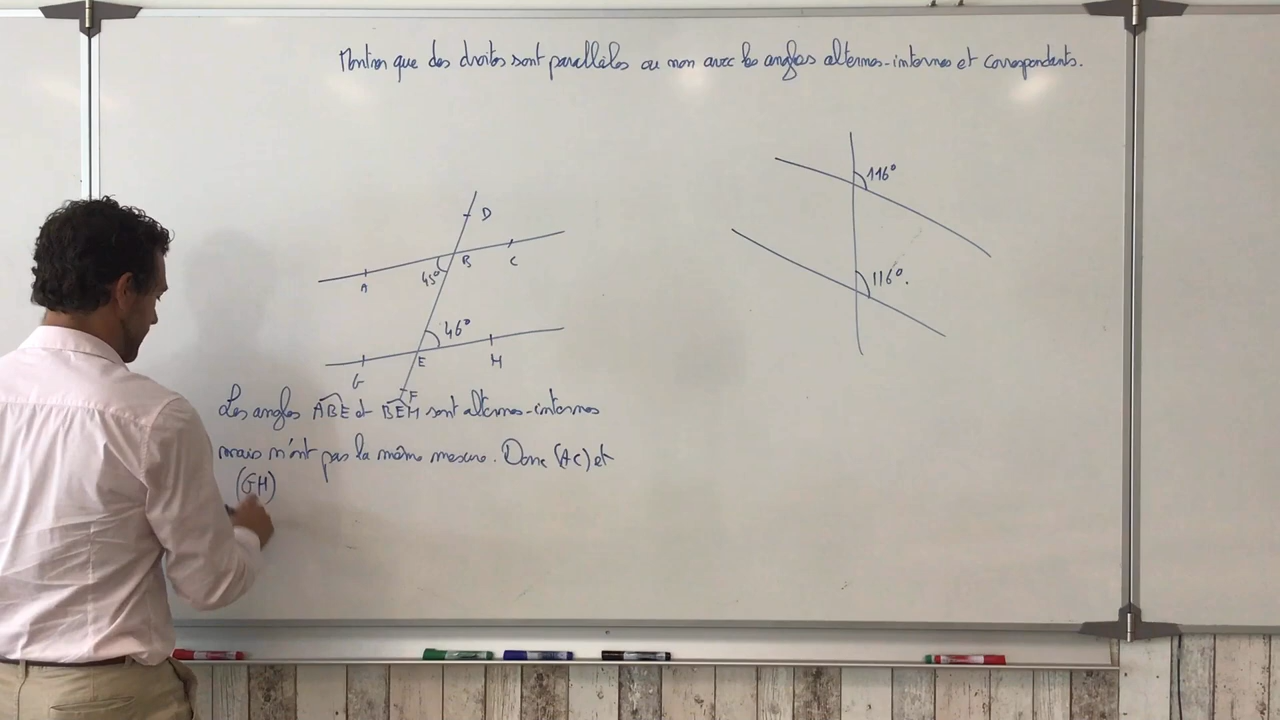 Montrer que des droites sont parallèles ou non avec les angles alternes-internes et correspondants.
D
B
C
A
45°
46°
E
H
G
F
116°
116°.
Les angles ABE et BEH sont alternes-internes
mais n'ont pas la même mesure. Donc (AC) et
(GH)